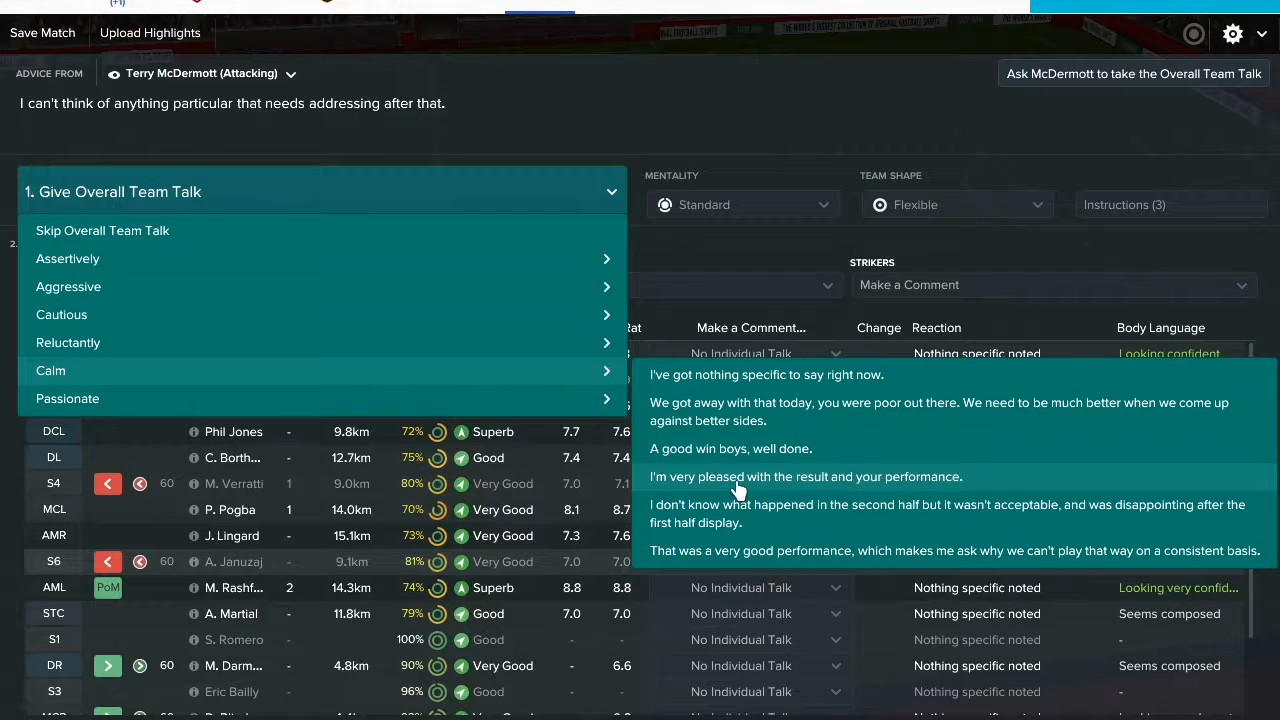 (+1)
Save Match Upload Highlights
ADVICE FROM Terry McDermott (Attacking) Ask McDermott to take the Overall Team Talk
I can't think of anything particular that needs addressing after that.
1. Give Overall Team Talk
MENTALITY TEAM SHAPE
Standard Flexible Instructions (3)
Skip Overall Team Talk
2.
Assertively
STRIKERS
Aggressive
Make a Comment
Cautious
Rat Make a Comment... Change Reaction Body Language
Reluctantly
No Individual Talk Nothing specific noted Looking confident
Calm
Passionate
I've got nothing specific to say right now.
We got away with that today, you were poor out there. We need to be much better when we come up
against better sides.
A good win boys, well done.
I'm very pleased with the result and your performance.
I don't know what happened in the second half but it wasn't acceptable, and was disappointing after the
first half display.
That was a very good performance, which makes me ask why we can't play that way on a consistent basis.
DCL Phil Jones - 9.8km 72% Superb 7.7 7.6
DL C. Borth... - 12.7km 75% Good 7.4 7.4
S4 60 M. Verratti 1 9.0km 80% Very Good 7.0 7.1
MCL P. Pogba 1 14.0km 70% Very Good 8.1 8.7
AMR J. Lingard - 15.1km 73% Very Good 7.3 7.6
S6 60 A. Januzaj - 9.1km 81% Very Good 7.0 7.0
AML PoM M. Rashf... 2 14.3km 74% Superb 8.8 8.8 No Individual Talk Nothing specific noted Looking very confid...
STC A. Martial - 11.8km 79% Good 7.0 7.0 No Individual Talk Nothing specific noted Seems composed
S1 S. Romero - 100% Good - - No Individual Talk Nothing specific noted -
DR 60 M. Darm... - 4.8km 90% Very Good - 6.6 No Individual Talk Nothing specific noted Seems composed
S3 Eric Bailly - 96% Good - - No Individual Talk Nothing specific noted -